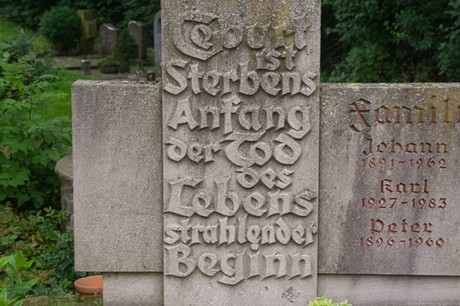 Geburt
ist
Sterbens
Anfang
der Tod
des
Lebens
strahlender
Beginn
Famili
Johann
1891-1962
Karl
1927-1983
Peter
1896-1960